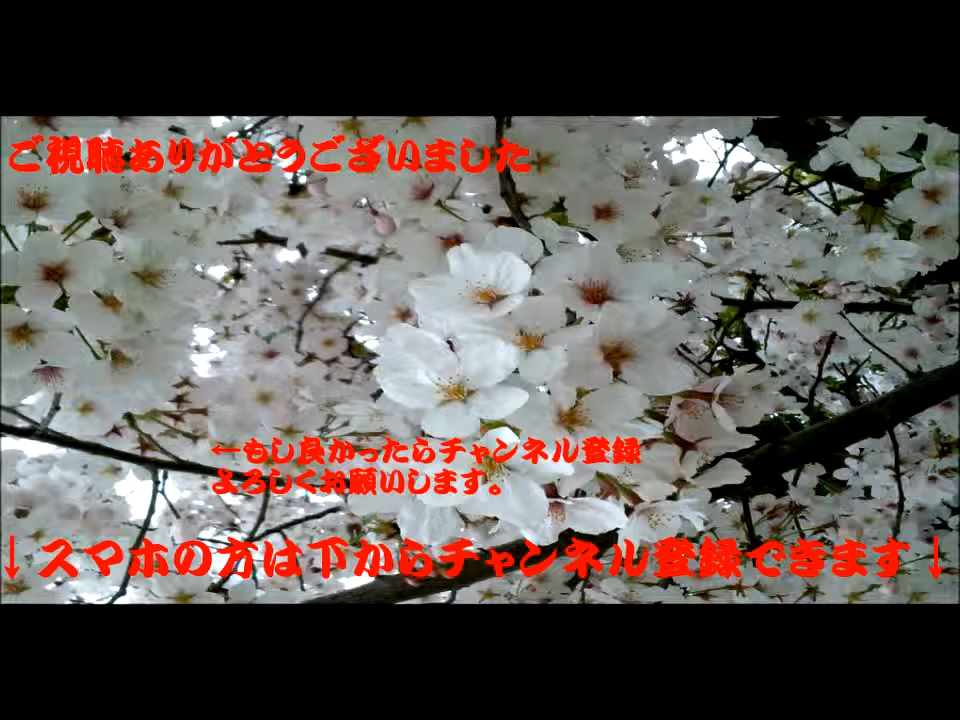 ご視聴ありがとうございました
←もし良かったらチャンネル登録
よろしくお願いします。
↓スマホの方は下からチャンネル登録できます↓